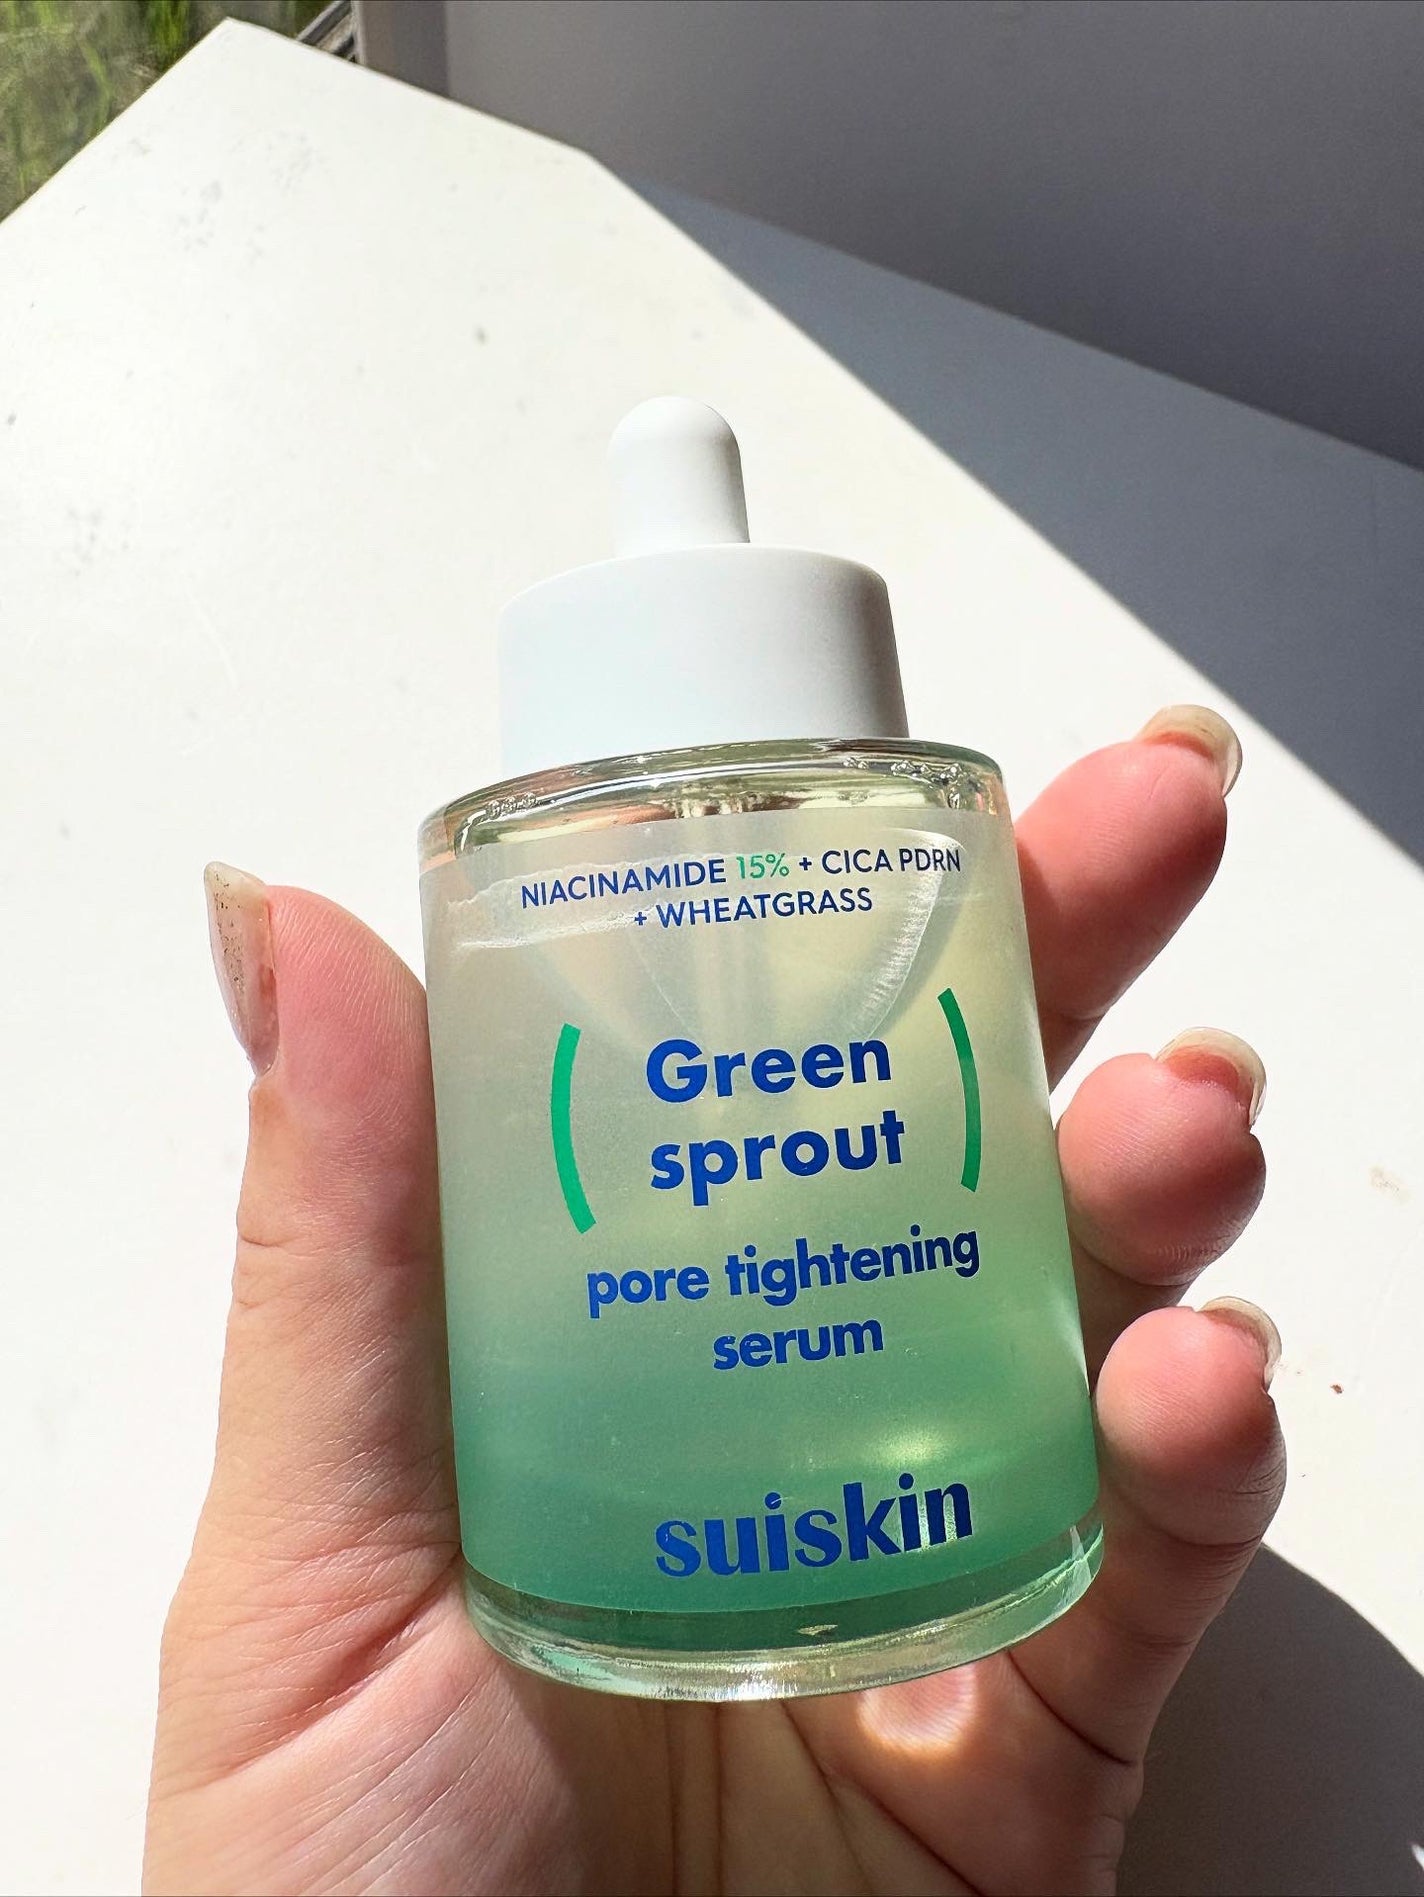 NIACINAMIDE 15% + CICA PDRN
+ WHEATGRASS
(Green
sprout)
pore tightening
serum
suiskin